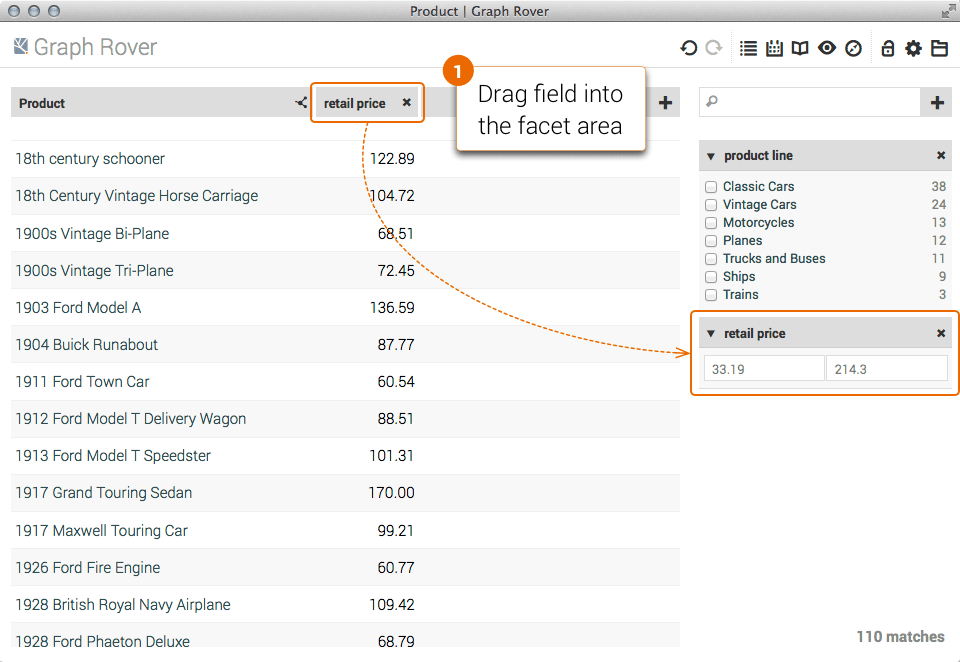 Product | Graph Rover
Graph Rover
1
Drag field into
the facet area
Product
retail price
18th century schooner 122.89
18th Century Vintage Horse Carriage 104.72
1900s Vintage Bi-Plane 68.51
1900s Vintage Tri-Plane 72.45
1903 Ford Model A 136.59
1904 Buick Runabout 87.77
1911 Ford Town Car 60.54
1912 Ford Model T Delivery Wagon 88.51
1913 Ford Model T Speedster 101.31
1917 Grand Touring Sedan 170.00
1917 Maxwell Touring Car 99.21
1926 Ford Fire Engine 60.77
1928 British Royal Navy Airplane 109.42
1928 Ford Phaeton Deluxe 68.79
product line
Classic Cars 38
Vintage Cars 24
Motorcycles 13
Planes 12
Trucks and Buses 11
Ships 9
Trains 3
retail price
33.19 214.3
110 matches